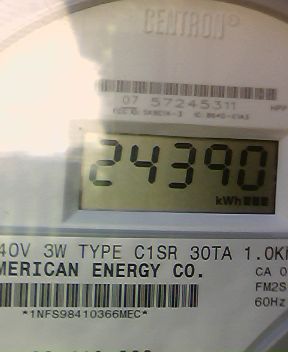 CENTRON®
07 57245311
24390
kWh
40V 3W TYPE C1SR 30TA 1.0K
MERICAN ENERGY CO.
CA 0
FM2S
60Hz
*1NFS98410366MEC*